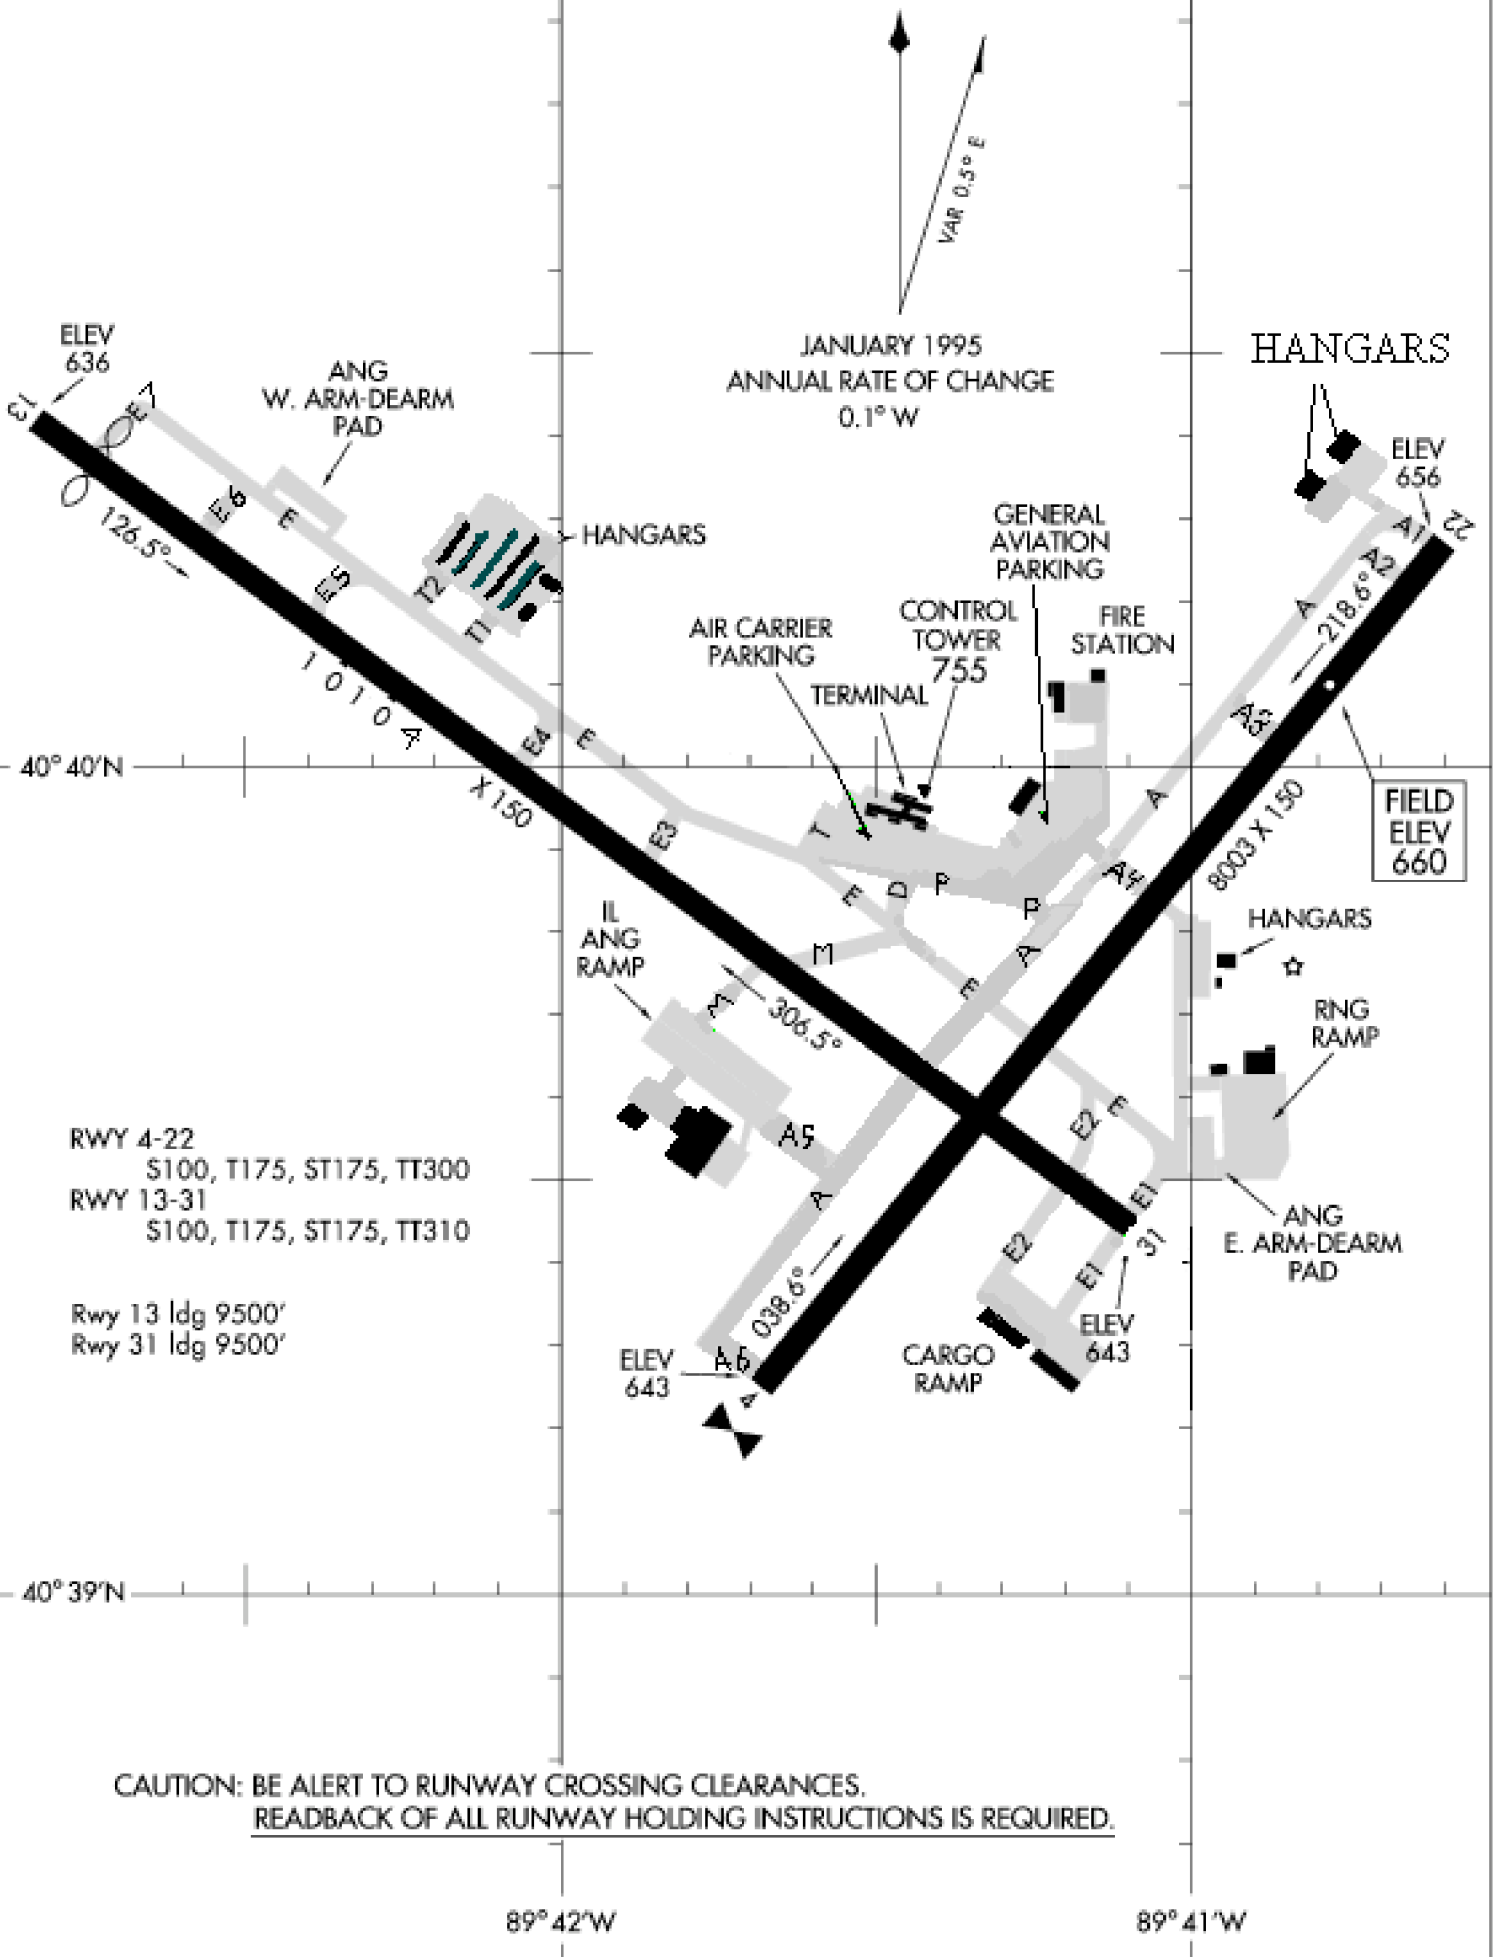 VAR 0.5° E
JANUARY 1995
ANNUAL RATE OF CHANGE
0.1° W
HANGARS
ELEV
636
ANG
W. ARM-DEARM
PAD
13
E7
E6
E
126.5°
E5
T2
T1
HANGARS
ELEV
656
22
A1
A2
A
218.6°
GENERAL
AVIATION
PARKING
CONTROL
TOWER
755
FIRE
STATION
AIR CARRIER
PARKING
TERMINAL
10104
X 150
E4
E
A3
40° 40'N
A
8003 X 150
FIELD
ELEV
660
E3
T
E
D
P
P
A4
IL
ANG
RAMP
M
M
A
E
HANGARS
306.5°
RNG
RAMP
E2
E
A5
A
E1
RWY 4-22
S100, T175, ST175, TT300
RWY 13-31
S100, T175, ST175, TT310
ANG
E. ARM-DEARM
PAD
31
E2
E1
038.6°
Rwy 13 ldg 9500'
Rwy 31 ldg 9500'
ELEV
643
A6
4
CARGO
RAMP
ELEV
643
40° 39'N
CAUTION: BE ALERT TO RUNWAY CROSSING CLEARANCES.
READBACK OF ALL RUNWAY HOLDING INSTRUCTIONS IS REQUIRED.
89° 42'W
89° 41'W